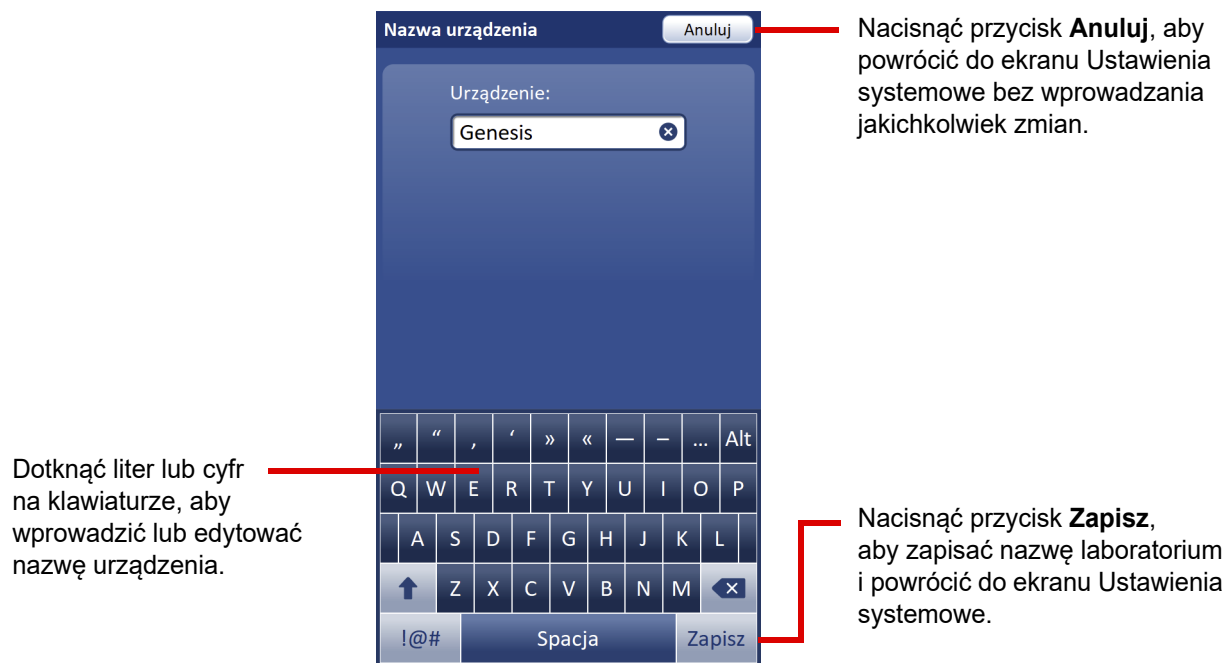 Nazwa urządzenia
Anuluj
Nacisnąć przycisk Anuluj, aby
powrócić do ekranu Ustawienia
systemowe bez wprowadzania
jakichkolwiek zmian.
Urządzenie:
Genesis
„ “ ‚ ‘ » « — – … Alt
Q W E R T Y U I O P
A S D F G H J K L
Z X C V B N M
!@# Spacja Zapisz
Dotknąć liter lub cyfr
na klawiaturze, aby
wprowadzić lub edytować
nazwę urządzenia.
Nacisnąć przycisk Zapisz,
aby zapisać nazwę laboratorium
i powrócić do ekranu Ustawienia
systemowe.